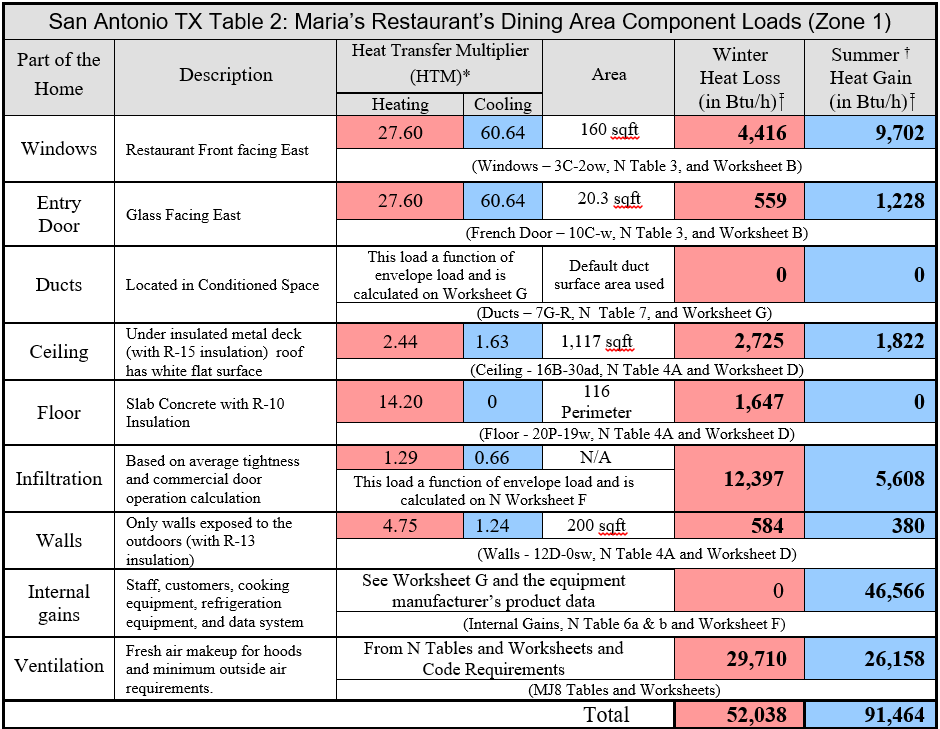 San Antonio TX Table 2: Maria's Restaurant's Dining Area Component Loads (Zone 1)
Part of the
Home
Description
Heat Transfer Multiplier
(HTM)*
Heating
Cooling
Area
Winter
Heat Loss
(in Btu/h)‡
Summer †
Heat Gain
(in Btu/h)‡
Windows
Restaurant Front facing East
27.60
60.64
160 sqft
4,416
9,702
(Windows – 3C-2ow, N Table 3, and Worksheet B)
Entry
Door
Glass Facing East
27.60
60.64
20.3 sqft
559
1,228
(French Door – 10C-w, N Table 3, and Worksheet B)
Ducts
Located in Conditioned Space
This load a function of
envelope load and is
calculated on Worksheet G
Default duct
surface area used
0
0
(Ducts – 7G-R, N  Table 7, and Worksheet G)
Ceiling
Under insulated metal deck
(with R-15 insulation)  roof
has white flat surface
2.44
1.63
1,117 sqft
2,725
1,822
(Ceiling - 16B-30ad, N Table 4A and Worksheet D)
Floor
Slab Concrete with R-10
Insulation
14.20
0
116
Perimeter
1,647
0
(Floor - 20P-19w, N Table 4A and Worksheet D)
Infiltration
Based on average tightness
and commercial door
operation calculation
1.29
0.66
N/A
12,397
5,608
This load a function of envelope load and is
calculated on N Worksheet F
Walls
Only walls exposed to the
outdoors (with R-13
insulation)
4.75
1.24
200 sqft
584
380
(Walls - 12D-0sw, N Table 4A and Worksheet D)
Internal
gains
Staff, customers, cooking
equipment, refrigeration
equipment, and data system
See Worksheet G and the equipment
manufacturer's product data
0
46,566
(Internal Gains, N Table 6a & b and Worksheet F)
Ventilation
Fresh air makeup for hoods
and minimum outside air
requirements.
From N Tables and Worksheets and
Code Requirements
29,710
26,158
(MJ8 Tables and Worksheets)
Total
52,038
91,464